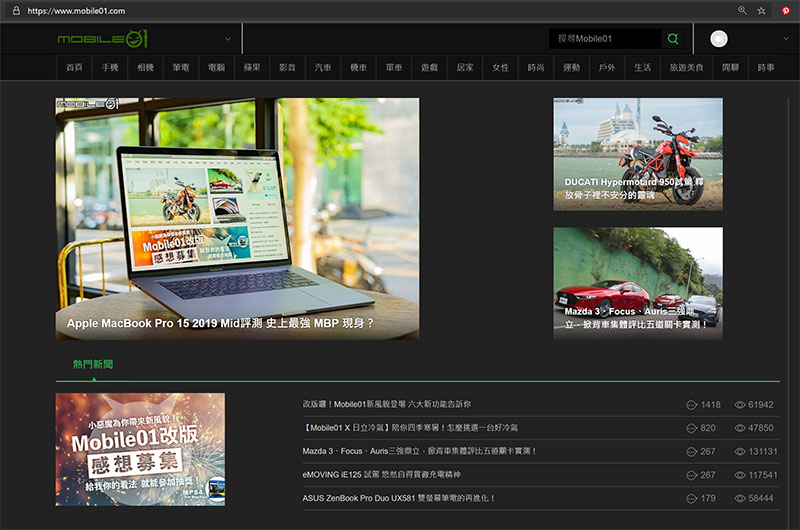 https://www.mobile01.com
MOBILE01
搜尋Mobile01
首頁 手機 相機 筆電 電腦 蘋果 影音 汽車 機車 單車 遊戲 居家 女性 時尚 運動 戶外 生活 旅遊美食 閒聊 時事
MOBILE01
Mobile01改版
感想募集
Apple MacBook Pro 15 2019 Mid評測 史上最強 MBP 現身？
DUCATI Hypermotard 950試駕 釋
放骨子裡不安分的靈魂
Mazda 3、Focus、Auris三強鼎
立，掀背車集體評比五道關卡實測！
熱門新聞
小惡魔為你帶來新風貌！
Mobile01改版
感想募集
給我你的看法 就能參加抽獎！
改版囉！Mobile01新風貌登場 六大新功能告訴你 1418 61942
【Mobile01 X 日立冷氣】陪你四季寒暑！怎麼挑選一台好冷氣 820 47850
Mazda 3、Focus、Auris三強鼎立，掀背車集體評比五道關卡實測！ 267 131131
eMOVING iE125 試駕 悠然自得貫徹充電精神 267 117541
ASUS ZenBook Pro Duo UX581 雙螢幕筆電的再進化！ 179 58444